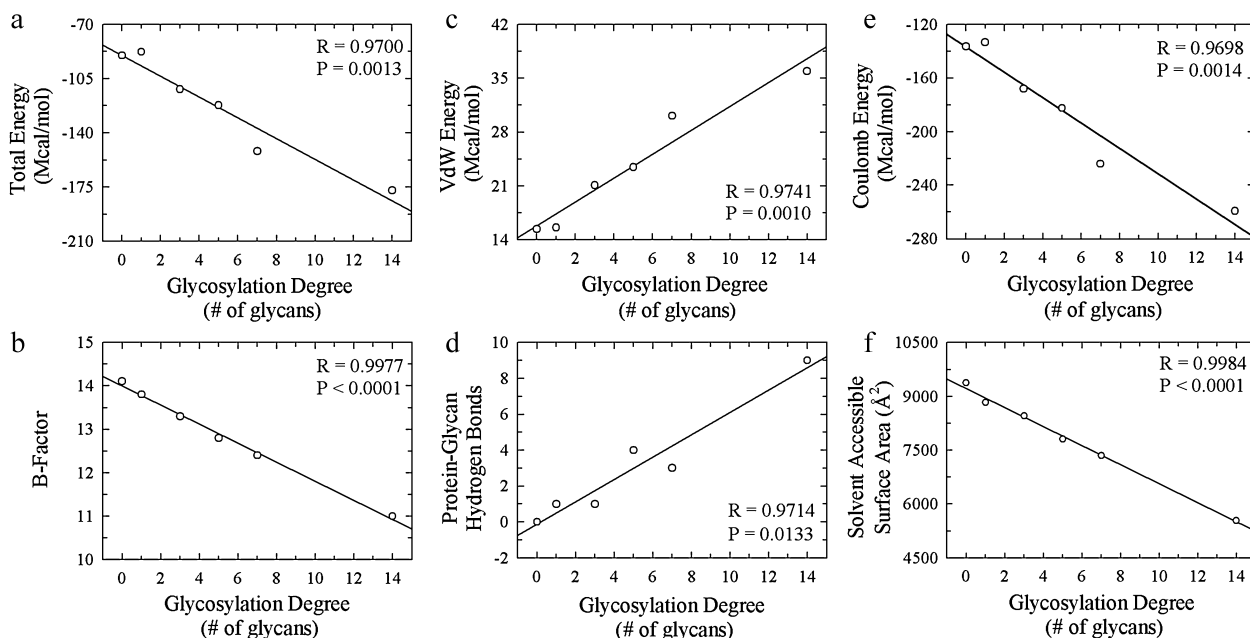 a
R = 0.9700
P = 0.0013
Total Energy
(Mcal/mol)
-70
-105
-140
-175
-210
0 2 4 6 8 10 12 14
Glycosylation Degree
(# of glycans)
c
R = 0.9741
P = 0.0010
VdW Energy
(Mcal/mol)
42
35
28
21
14
0 2 4 6 8 10 12 14
Glycosylation Degree
(# of glycans)
e
R = 0.9698
P = 0.0014
Coulomb Energy
(Mcal/mol)
-120
-160
-200
-240
-280
0 2 4 6 8 10 12 14
Glycosylation Degree
(# of glycans)
b
R = 0.9977
P < 0.0001
B-Factor
15
14
13
12
11
10
0 2 4 6 8 10 12 14
Glycosylation Degree
(# of glycans)
d
R = 0.9714
P = 0.0133
Protein-Glycan
Hydrogen Bonds
10
8
6
4
2
0
-2
0 2 4 6 8 10 12 14
Glycosylation Degree
(# of glycans)
f
R = 0.9984
P < 0.0001
Solvent Accessible
Surface Area (Å²)
10500
9000
7500
6000
4500
0 2 4 6 8 10 12 14
Glycosylation Degree
(# of glycans)